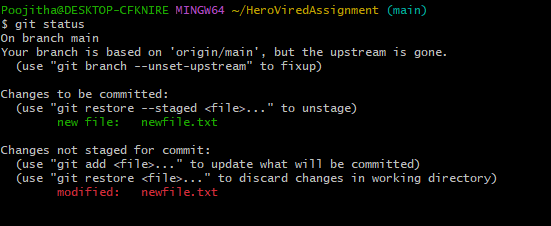 Poojitha@DESKTOP-CFKNIRE MINGW64 ~/HeroViredAssignment (main)
$ git status
On branch main
Your branch is based on 'origin/main', but the upstream is gone.
  (use "git branch --unset-upstream" to fixup)

Changes to be committed:
  (use "git restore --staged <file>..." to unstage)
        new file:   newfile.txt

Changes not staged for commit:
  (use "git add <file>..." to update what will be committed)
  (use "git restore <file>..." to discard changes in working directory)
        modified:   newfile.txt